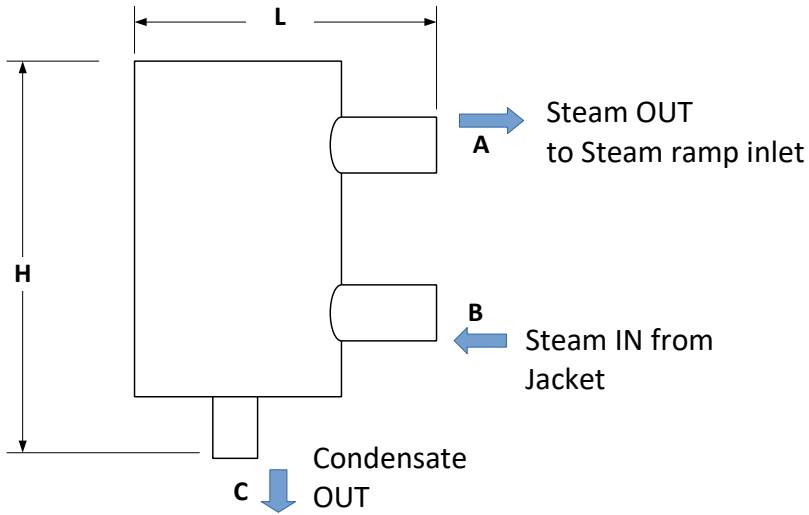 L
Steam OUT
A
to Steam ramp inlet
H
B
Steam IN from
Jacket
Condensate
C
OUT